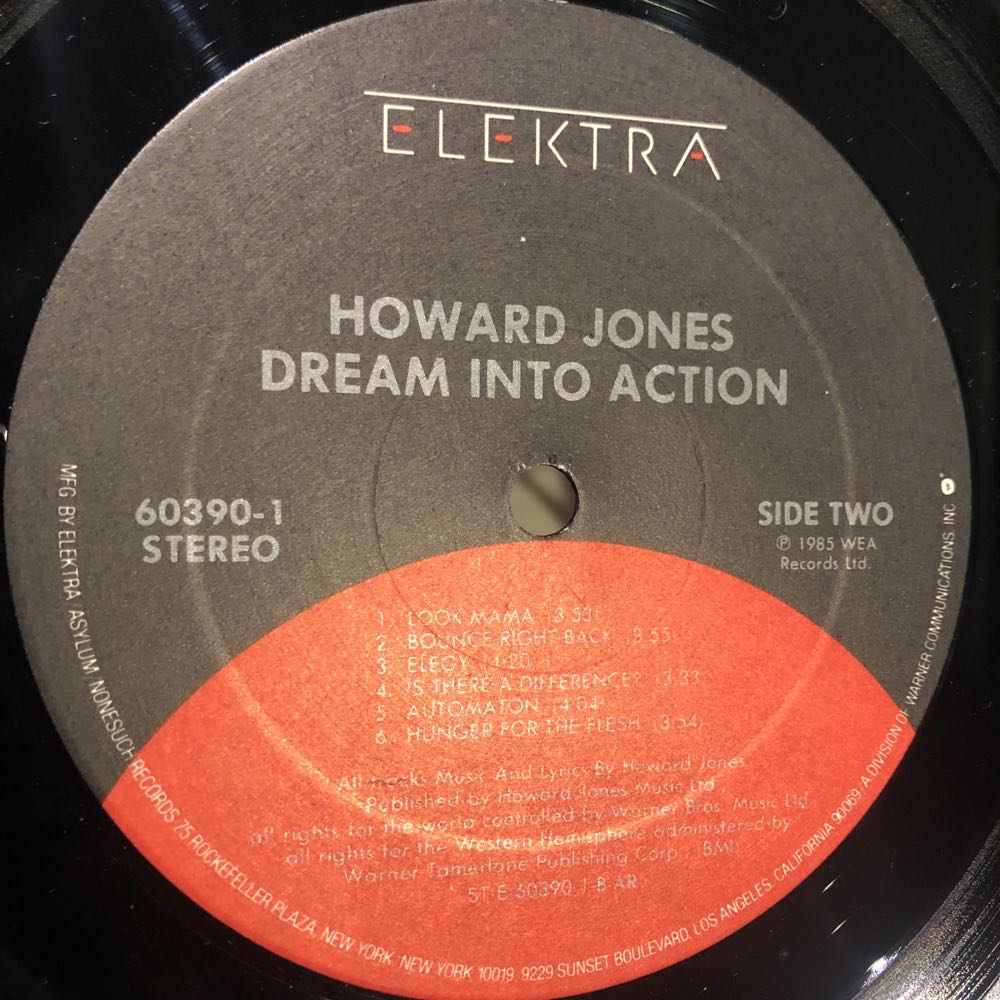 ELEKTRA
HOWARD JONES
DREAM INTO ACTION
60390-1
STEREO
SIDE TWO
℗ 1985 WEA
Records Ltd.
1. LOOK MAMA (3:53)
2. BOUNCE RIGHT BACK (3:55)
3. ELEGY (4:20)
4. IS THERE A DIFFERENCE? (3:33)
5. AUTOMATON (4:04)
6. HUNGER FOR THE FLESH (3:54)
All tracks Music And Lyrics By Howard Jones.
Published by Howard Jones Music Ltd.,
all rights for the world controlled by Warner Bros. Music Ltd.
all rights for the Western Hemisphere administered by
Warner Tamerlane Publishing Corp., (BMI)
ST-E-60390-1-B-AR
MFG BY ELEKTRA, ASYLUM, NONESUCH RECORDS 75 ROCKEFELLER PLAZA, NEW YORK, NEW YORK 10019. 9229 SUNSET BOULEVARD, LOS ANGELES, CALIFORNIA 90069. A DIVISION OF WARNER COMMUNICATIONS INC